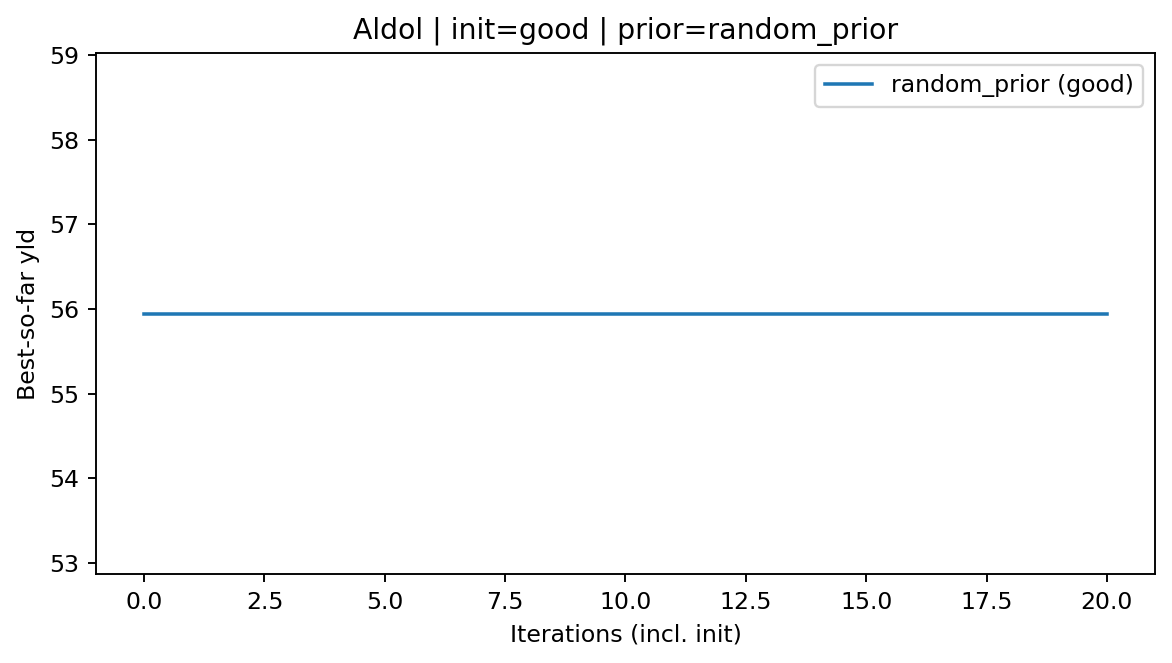 Aldol | init=good | prior=random_prior
random_prior (good)
Best-so-far yld
59
58
57
56
55
54
53
0.0 2.5 5.0 7.5 10.0 12.5 15.0 17.5 20.0
Iterations (incl. init)